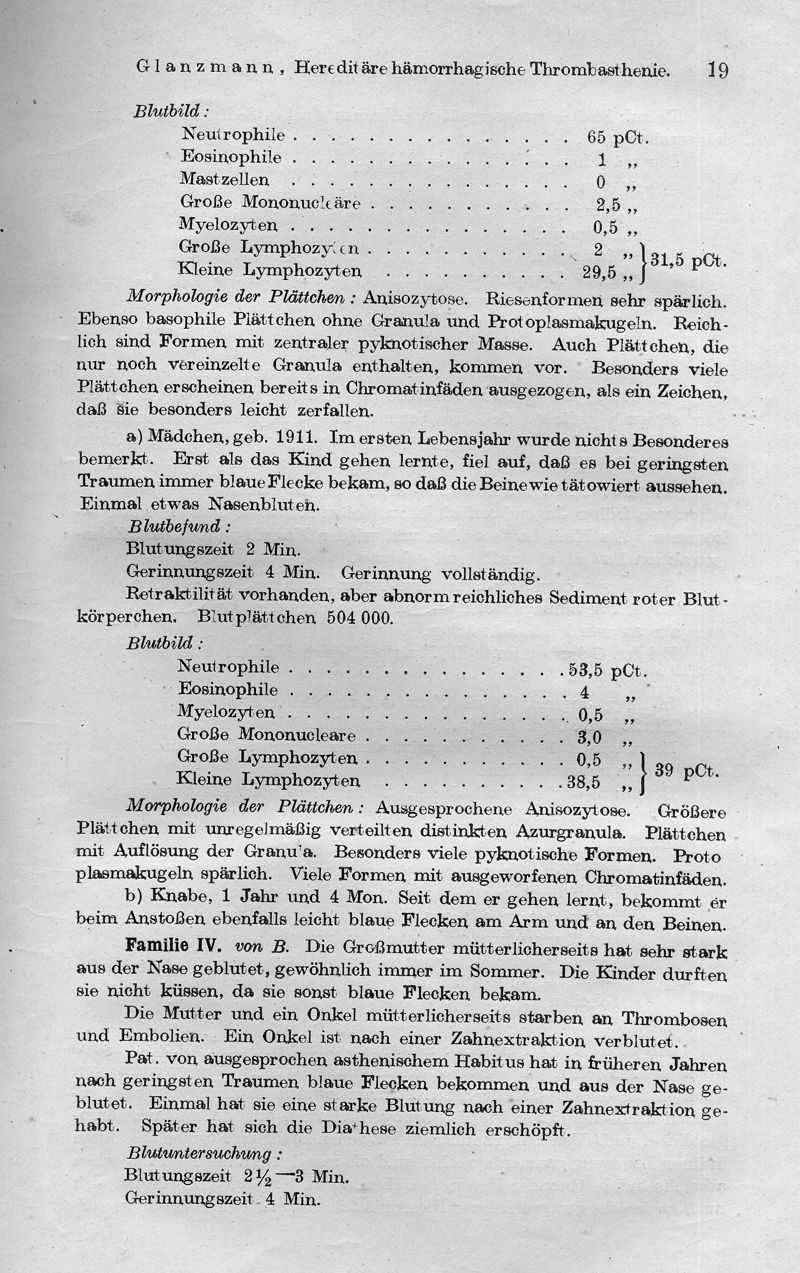 Glanzmann, Hereditäre hämorrhagische Thrombasthenie. 19
Blutbild:
Neutrophile . . . . . . . . . . . . . . . 65 pCt.
Eosinophile . . . . . . . . . . . . . . . 1 „
Mastzellen . . . . . . . . . . . . . . . 0 „
Große Mononucleäre . . . . . . . . . . . 2,5 „
Myelozyten . . . . . . . . . . . . . . . 0,5 „
Große Lymphozyten . . . . . . . . . . . 2 „ } 31,5 pCt.
Kleine Lymphozyten . . . . . . . . . . 29,5 „
Morphologie der Plättchen: Anisozytose. Riesenformen sehr spärlich.
Ebenso basophile Plättchen ohne Granula und Protoplasmakugeln. Reich-
lich sind Formen mit zentraler pyknotischer Masse. Auch Plättchen, die
nur noch vereinzelte Granula enthalten, kommen vor. Besonders viele
Plättchen erscheinen bereits in Chromatinfäden ausgezogen, als ein Zeichen,
daß sie besonders leicht zerfallen.
a) Mädchen, geb. 1911. Im ersten Lebensjahr wurde nichts Besonderes
bemerkt. Erst als das Kind gehen lernte, fiel auf, daß es bei geringsten
Traumen immer blaue Flecke bekam, so daß die Beine wie tätowiert aussehen.
Einmal etwas Nasenbluten.
Blutbefund:
Blutungszeit 2 Min.
Gerinnungszeit 4 Min. Gerinnung vollständig.
Retraktilität vorhanden, aber abnorm reichliches Sediment roter Blut-
körperchen. Blutplättchen 504 000.
Blutbild:
Neutrophile . . . . . . . . . . . . . . . 53,5 pCt.
Eosinophile . . . . . . . . . . . . . . . 4 „
Myelozyten . . . . . . . . . . . . . . . 0,5 „
Große Mononucleare . . . . . . . . . . . 3,0 „
Große Lymphozyten . . . . . . . . . . . 0,5 „ } 39 pCt.
Kleine Lymphozyten . . . . . . . . . . 38,5 „
Morphologie der Plättchen: Ausgesprochene Anisozytose. Größere
Plättchen mit unregelmäßig verteilten distinkten Azurgranula. Plättchen
mit Auflösung der Granula. Besonders viele pyknotische Formen. Proto
plasmakugeln spärlich. Viele Formen mit ausgeworfenen Chromatinfäden.
b) Knabe, 1 Jahr und 4 Mon. Seit dem er gehen lernt, bekommt er
beim Anstoßen ebenfalls leicht blaue Flecken am Arm und an den Beinen.
Familie IV. von B. Die Großmutter mütterlicherseits hat sehr stark
aus der Nase geblutet, gewöhnlich immer im Sommer. Die Kinder durften
sie nicht küssen, da sie sonst blaue Flecken bekam.
Die Mutter und ein Onkel mütterlicherseits starben an Thrombosen
und Embolien. Ein Onkel ist nach einer Zahnextraktion verblutet.
Pat. von ausgesprochen asthenischem Habitus hat in früheren Jahren
nach geringsten Traumen blaue Flecken bekommen und aus der Nase ge-
blutet. Einmal hat sie eine starke Blutung nach einer Zahnextraktion ge-
habt. Später hat sich die Diathese ziemlich erschöpft.
Blutuntersuchung:
Blutungszeit 2½—3 Min.
Gerinnungszeit 4 Min.